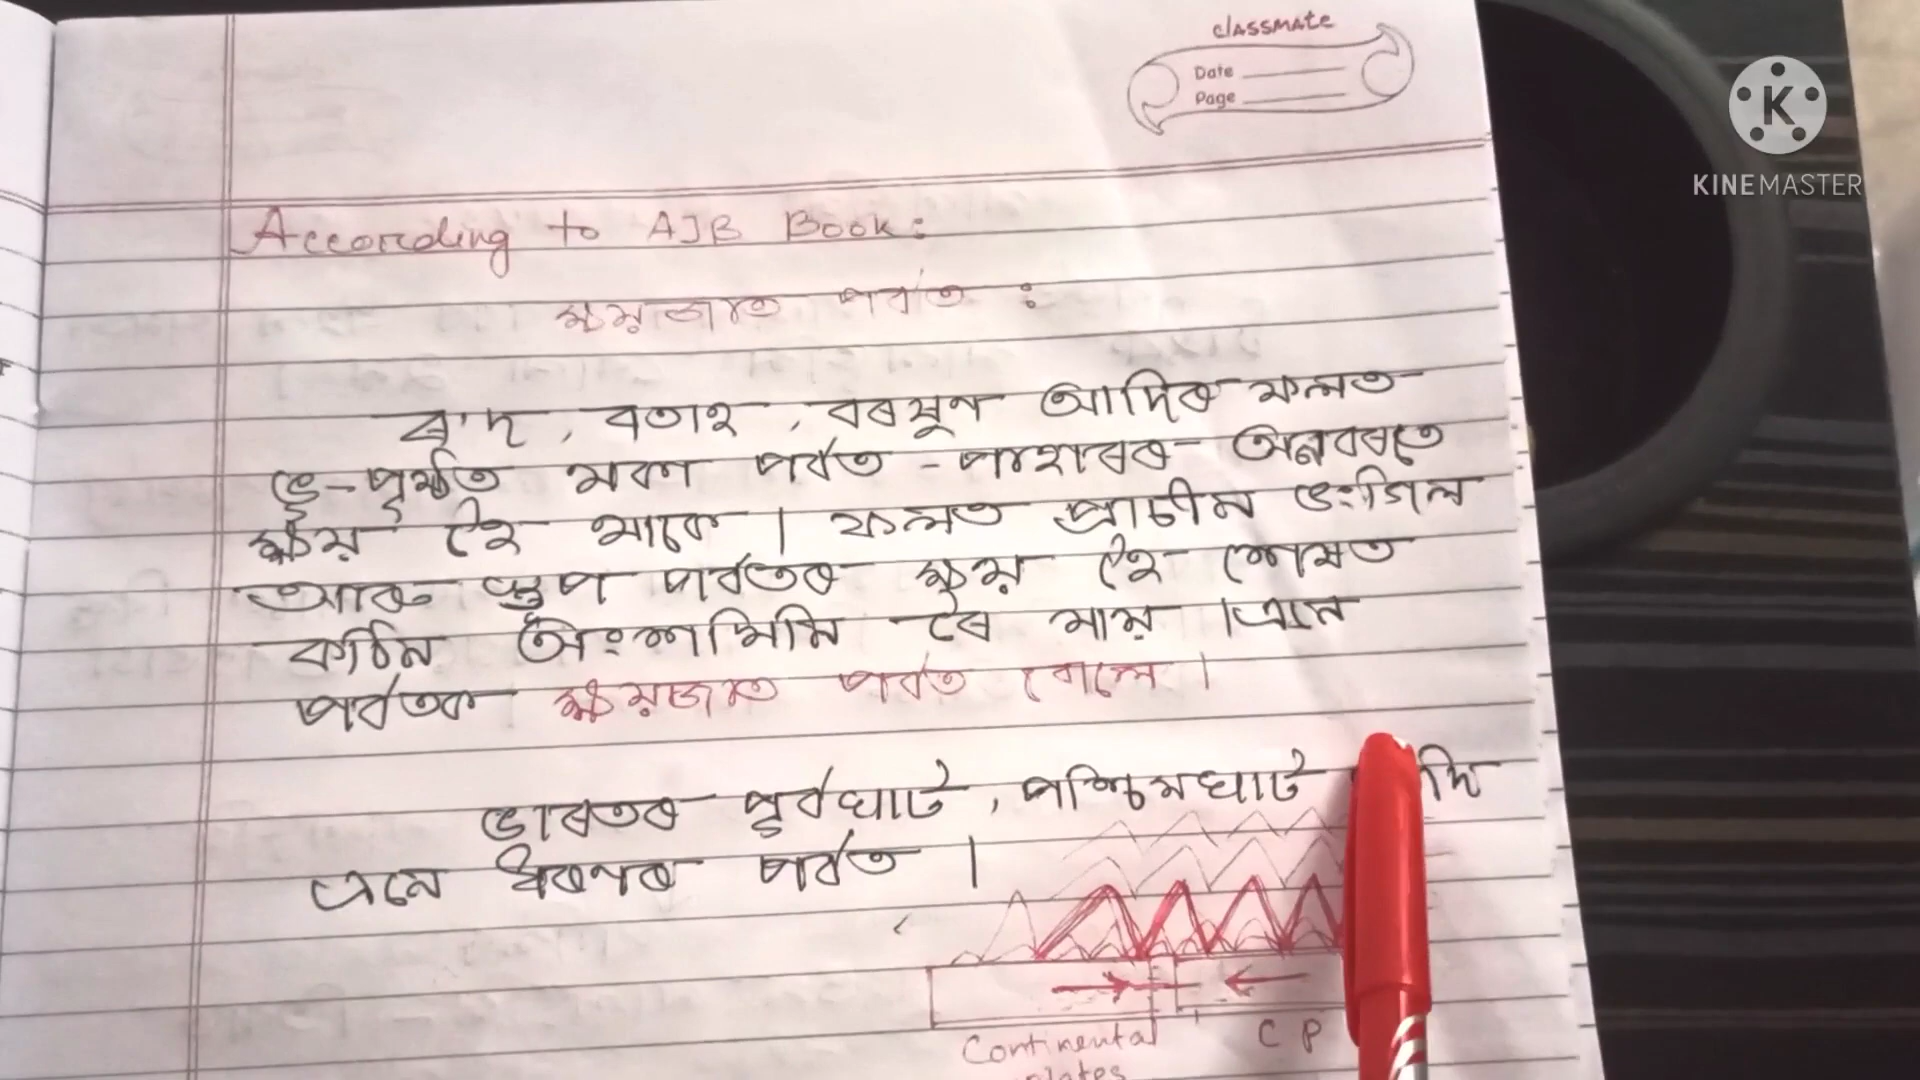 classmate
Date
Page
KINEMASTER
According to AJB Book:
ক্ষয়জাত পৰ্বত :
ৰ'দ, বতাহ, বৰষুণ আদিৰ ফলত
ভূ-পৃষ্ঠত থকা পৰ্বত - পাহাৰৰ অনবৰতে
ক্ষয় হৈ থাকে। ফলত প্ৰাচীন ভংগিল
আৰু স্তূপ পৰ্বতৰ ক্ষয় হৈ শেষত
কঠিন অংশখিনি ৰৈ যায়। এনে
পৰ্বতক ক্ষয়জাত পৰ্বত বোলে।
ভাৰতৰ পূৰ্বঘাট, পশ্চিমঘাট
এনে ধৰণৰ পৰ্বত।
Continental C P
plates